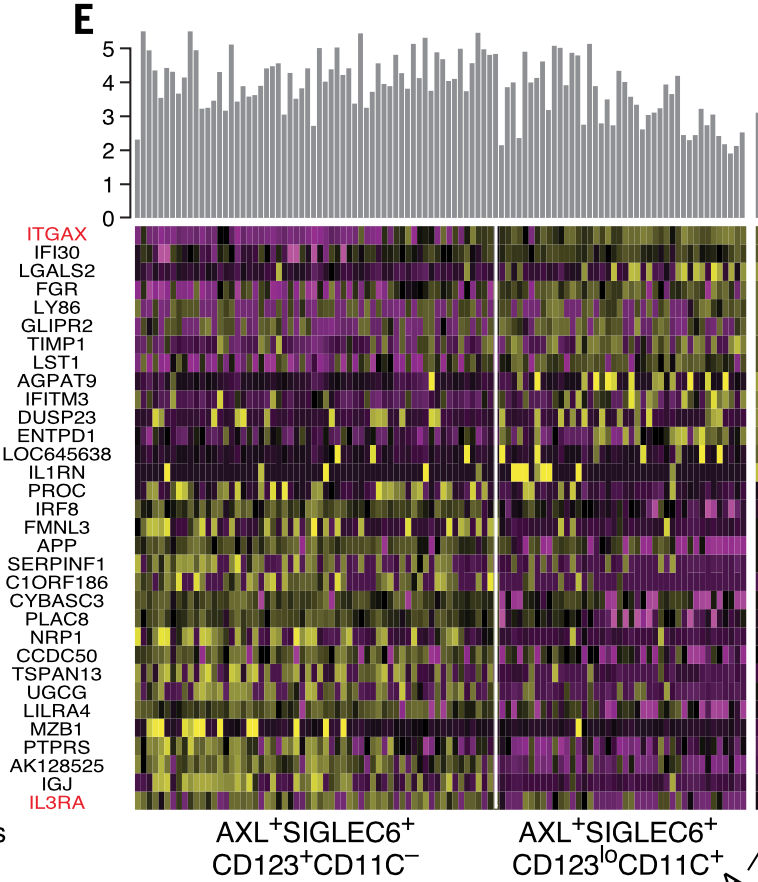 E
5
4
3
2
1
0
ITGAX
IFI30
LGALS2
FGR
LY86
GLIPR2
TIMP1
LST1
AGPAT9
IFITM3
DUSP23
ENTPD1
LOC645638
IL1RN
PROC
IRF8
FMNL3
APP
SERPINF1
C1ORF186
CYBASC3
PLAC8
NRP1
CCDC50
TSPAN13
UGCG
LILRA4
MZB1
PTPRS
AK128525
IGJ
IL3RA
AXL⁺SIGLEC6⁺
CD123⁺CD11C⁻
AXL⁺SIGLEC6⁺
CD123ˡᵒCD11C⁺